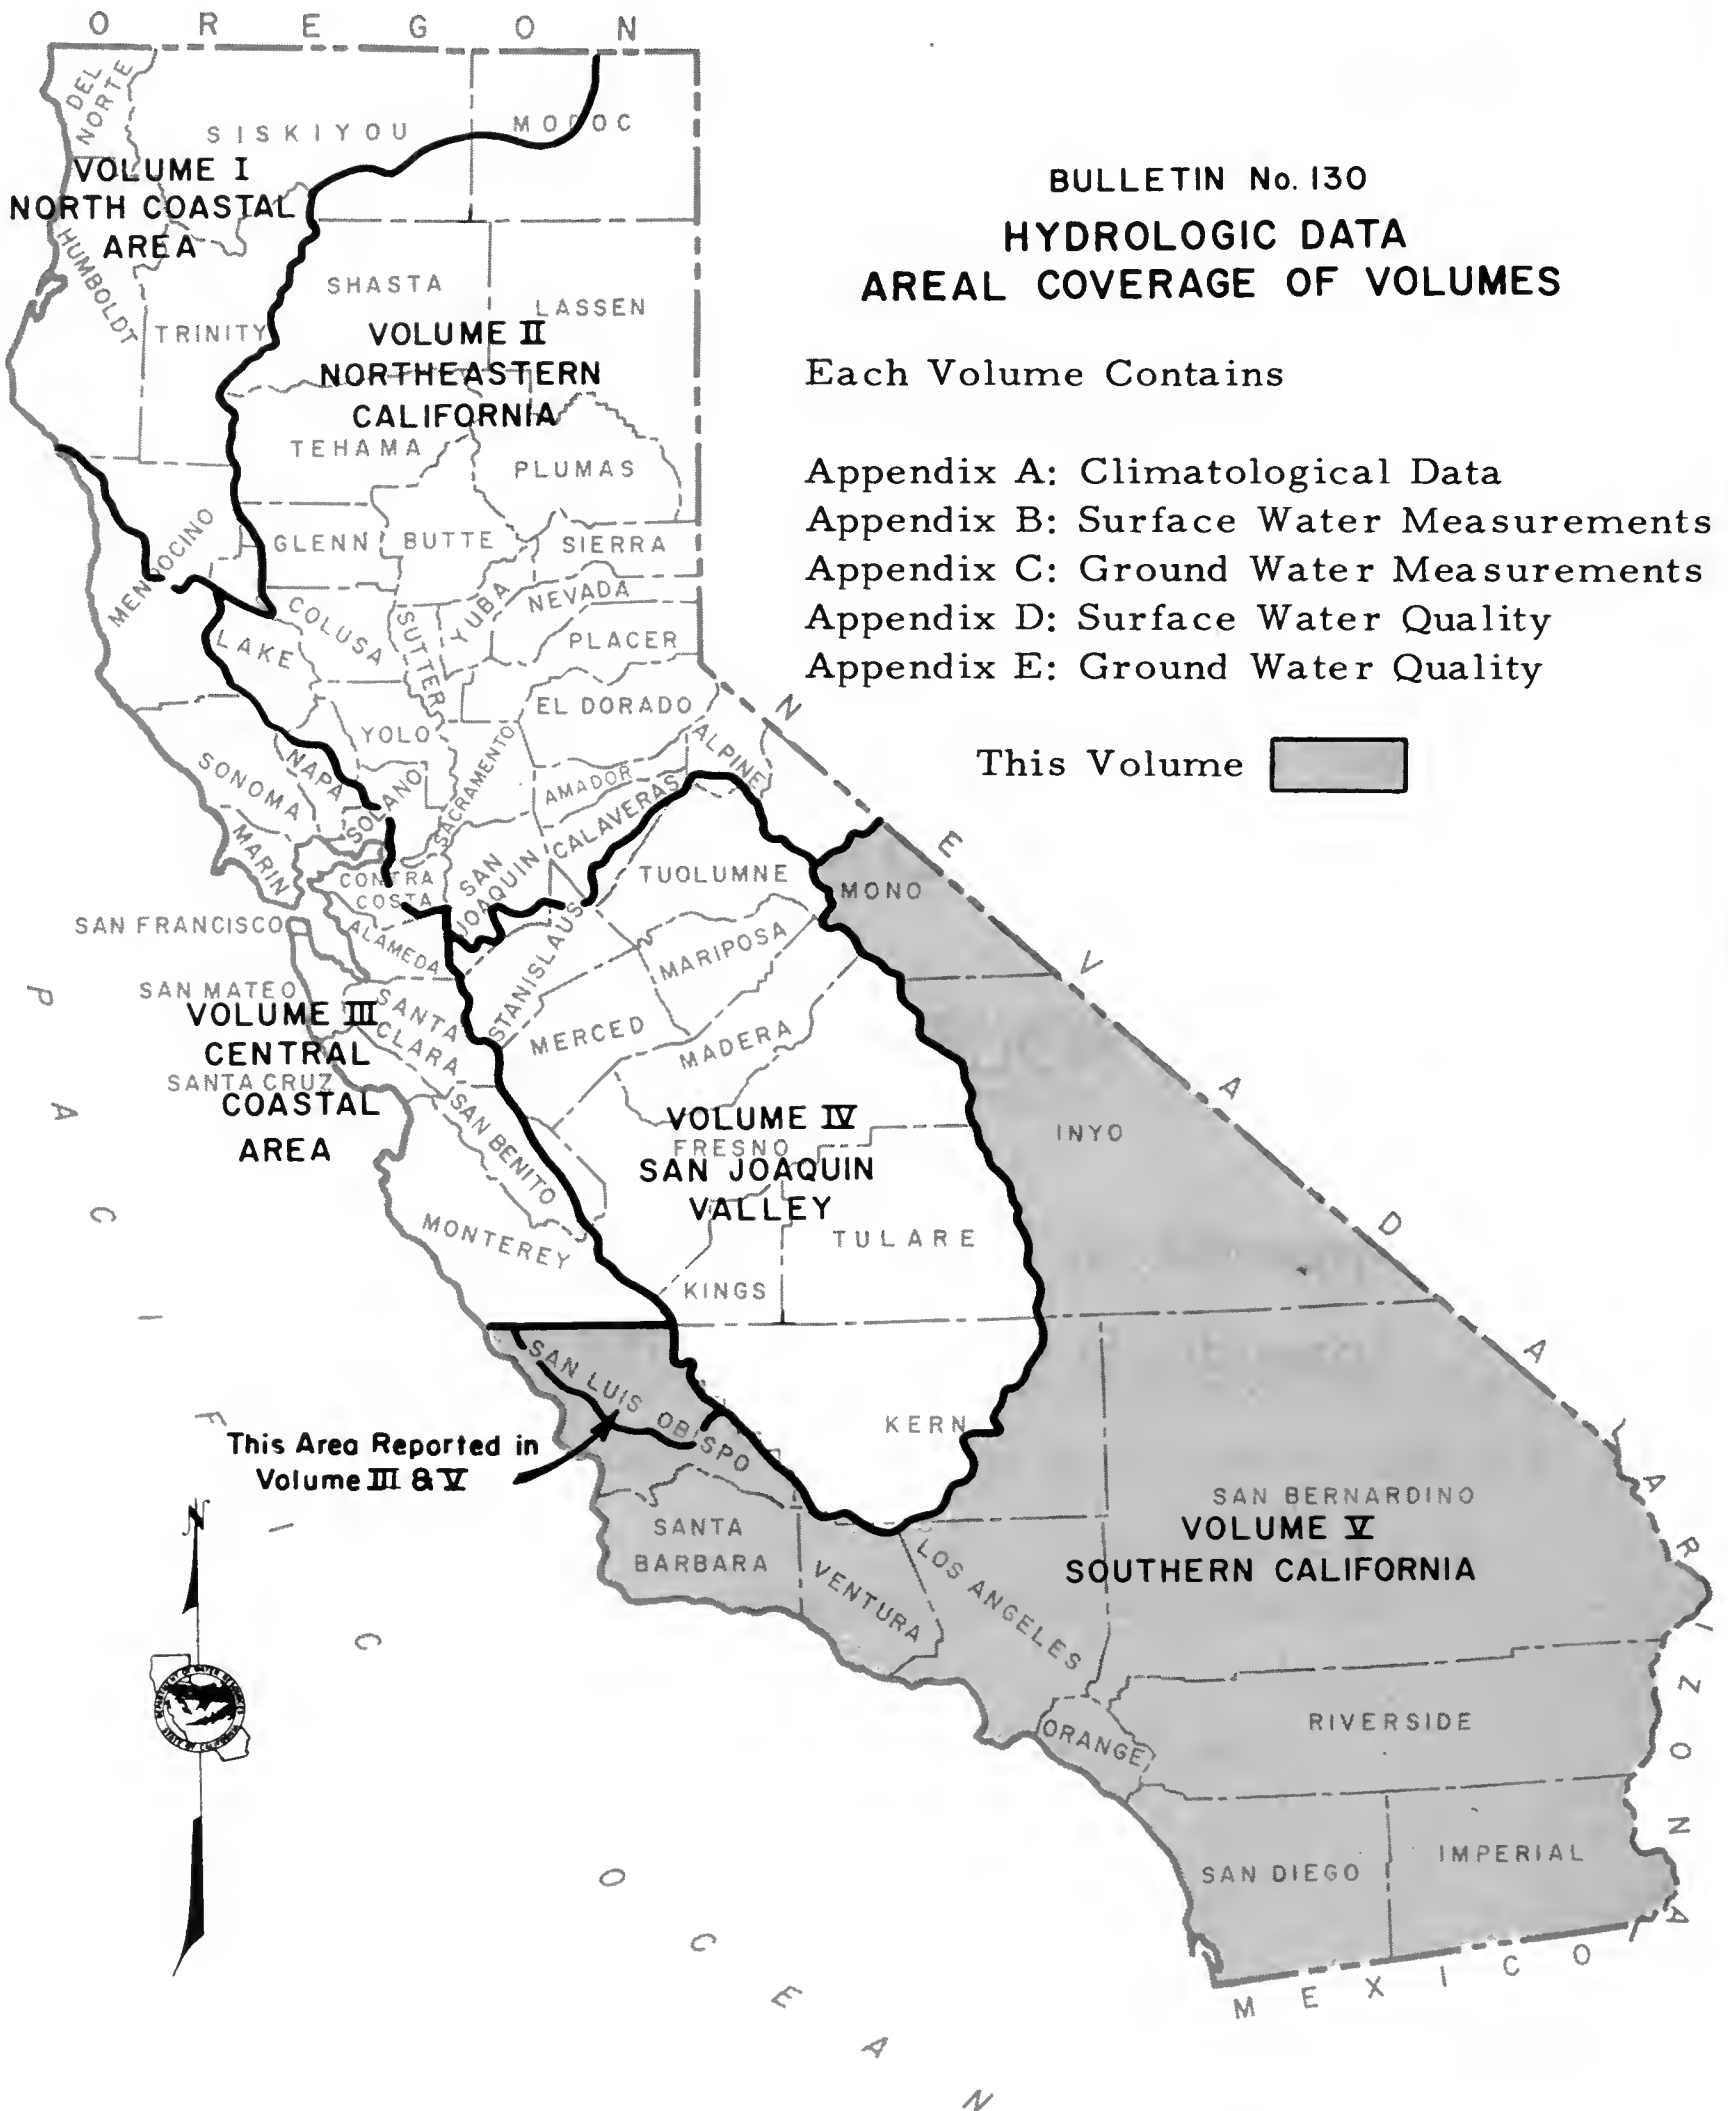 O R E G O N
DEL
NORTE
SISKIYOU
MODOC
VOLUME I
NORTH COASTAL
AREA
HUMBOLDT
TRINITY
SHASTA
LASSEN
VOLUME II
NORTHEASTERN
CALIFORNIA
TEHAMA
PLUMAS
MENDOCINO
GLENN
BUTTE
SIERRA
COLUSA
SUTTER
YUBA
NEVADA
PLACER
LAKE
EL DORADO
YOLO
SONOMA
NAPA
SOLANO
SACRAMENTO
AMADOR
ALPINE
CALAVERAS
MARIN
CONTRA
COSTA
SAN
JOAQUIN
TUOLUMNE
MONO
SAN FRANCISCO
ALAMEDA
STANISLAUS
MARIPOSA
SAN MATEO
SANTA
CLARA
MERCED
MADERA
VOLUME III
CENTRAL
SANTA CRUZ
COASTAL
AREA
SAN BENITO
MONTEREY
VOLUME IV
FRESNO
SAN JOAQUIN
VALLEY
TULARE
KINGS
INYO
BULLETIN No. 130
HYDROLOGIC DATA
AREAL COVERAGE OF VOLUMES
Each Volume Contains
Appendix A: Climatological Data
Appendix B: Surface Water Measurements
Appendix C: Ground Water Measurements
Appendix D: Surface Water Quality
Appendix E: Ground Water Quality
This Volume
N E V A D A
SAN LUIS OBISPO
KERN
This Area Reported in
Volume III & V
SANTA
BARBARA
VENTURA
LOS ANGELES
SAN BERNARDINO
VOLUME V
SOUTHERN CALIFORNIA
ORANGE
RIVERSIDE
SAN DIEGO
IMPERIAL
A R I Z O N A
M E X I C O
P A C I F I C
O C E A N
N
DEPARTMENT OF WATER RESOURCES
STATE OF CALIFORNIA